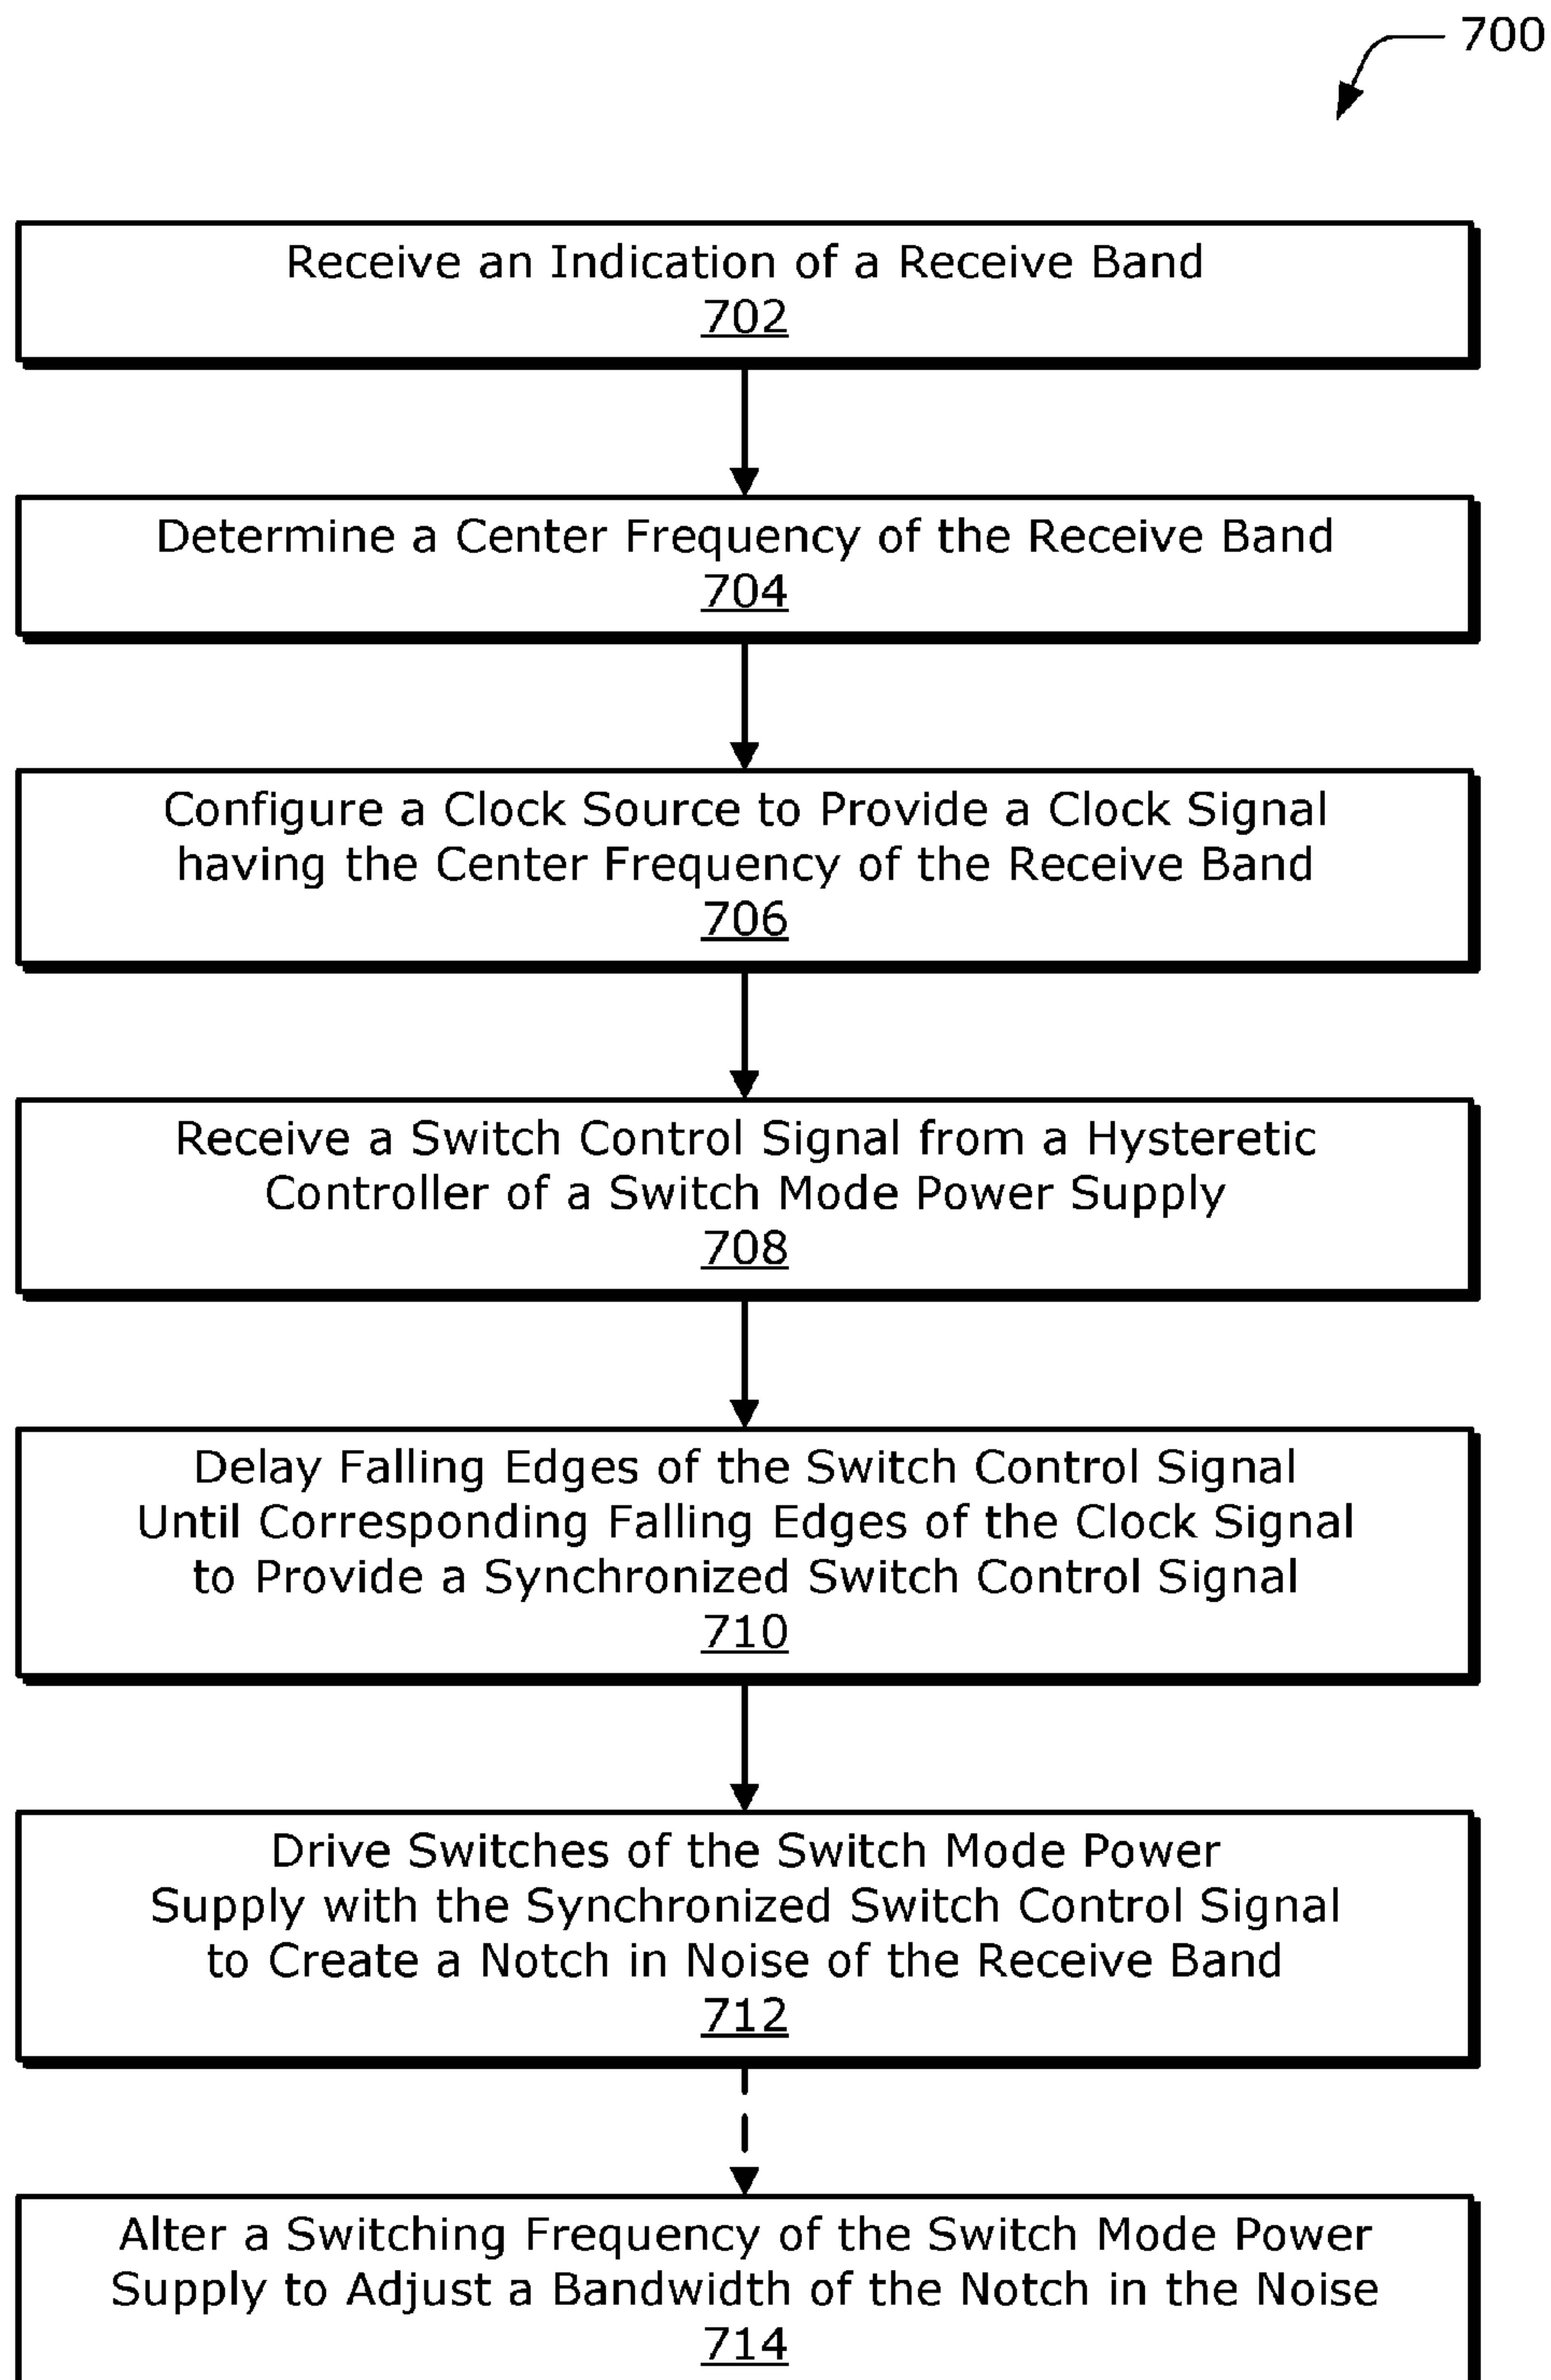 700
Receive an Indication of a Receive Band
702
Determine a Center Frequency of the Receive Band
704
Configure a Clock Source to Provide a Clock Signal
having the Center Frequency of the Receive Band
706
Receive a Switch Control Signal from a Hysteretic
Controller of a Switch Mode Power Supply
708
Delay Falling Edges of the Switch Control Signal
Until Corresponding Falling Edges of the Clock Signal
to Provide a Synchronized Switch Control Signal
710
Drive Switches of the Switch Mode Power
Supply with the Synchronized Switch Control Signal
to Create a Notch in Noise of the Receive Band
712
Alter a Switching Frequency of the Switch Mode Power
Supply to Adjust a Bandwidth of the Notch in the Noise
714